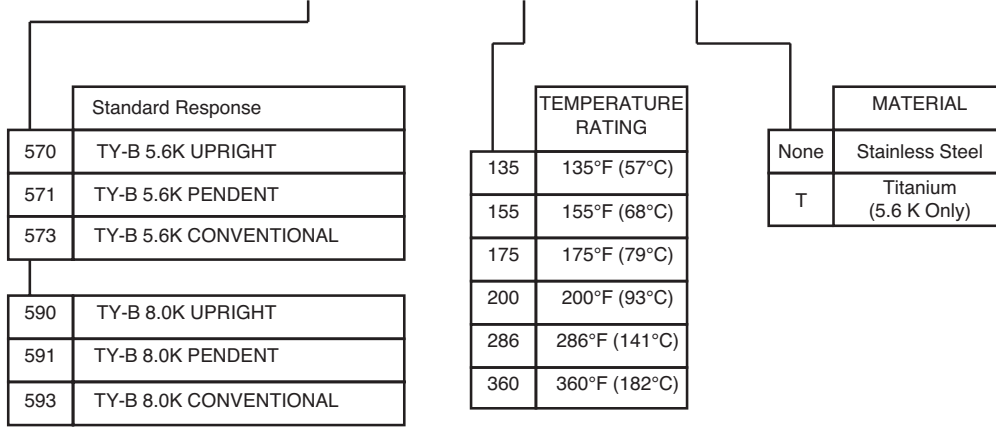 Standard Response
570 TY-B 5.6K UPRIGHT
571 TY-B 5.6K PENDENT
573 TY-B 5.6K CONVENTIONAL
590 TY-B 8.0K UPRIGHT
591 TY-B 8.0K PENDENT
593 TY-B 8.0K CONVENTIONAL
TEMPERATURE
RATING
135 135°F (57°C)
155 155°F (68°C)
175 175°F (79°C)
200 200°F (93°C)
286 286°F (141°C)
360 360°F (182°C)
MATERIAL
None Stainless Steel
T Titanium
(5.6 K Only)